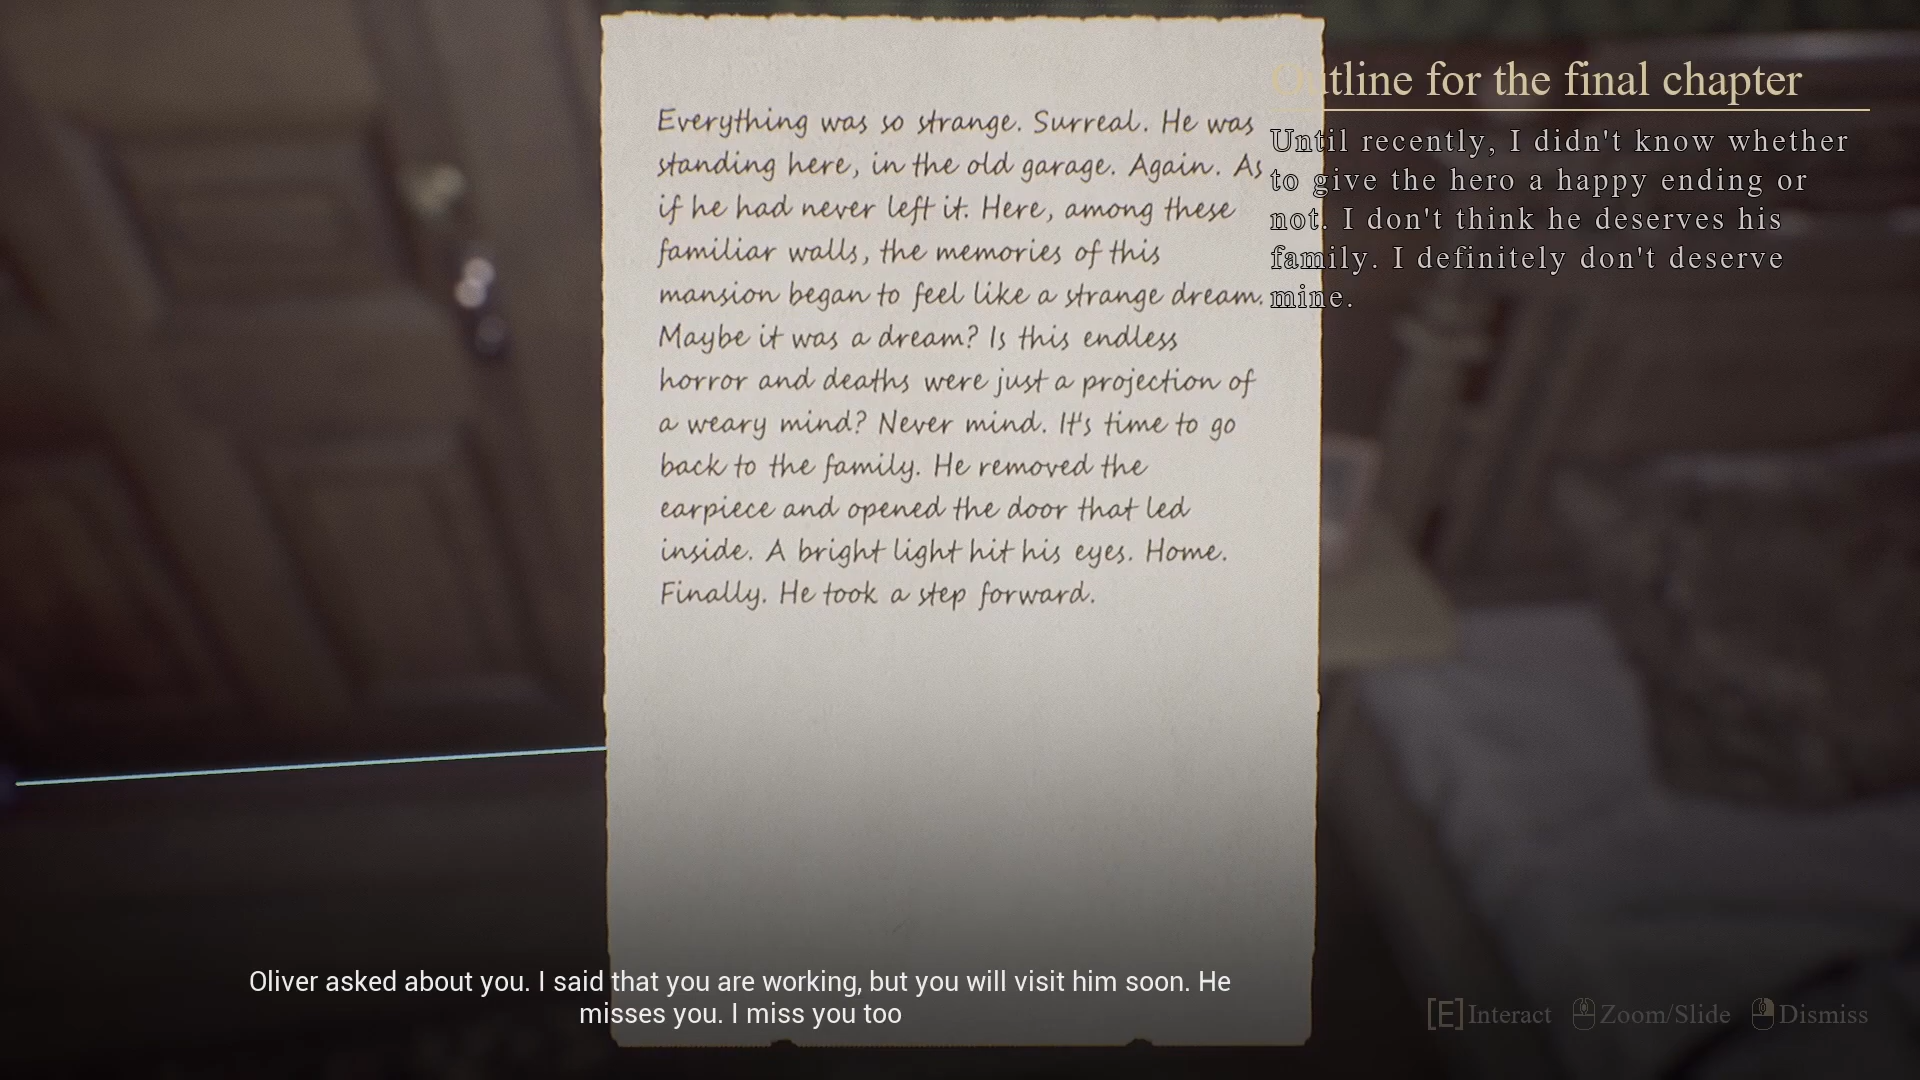 Everything was so strange. Surreal. He was
standing here, in the old garage. Again. As
if he had never left it. Here, among these
familiar walls, the memories of this
mansion began to feel like a strange dream.
Maybe it was a dream? Is this endless
horror and deaths were just a projection of
a weary mind? Never mind. It's time to go
back to the family. He removed the
earpiece and opened the door that led
inside. A bright light hit his eyes. Home.
Finally. He took a step forward.
Outline for the final chapter
Until recently, I didn't know whether
to give the hero a happy ending or
not. I don't think he deserves his
family. I definitely don't deserve
mine.
Oliver asked about you. I said that you are working, but you will visit him soon. He
misses you. I miss you too
[E]Interact Zoom/Slide Dismiss